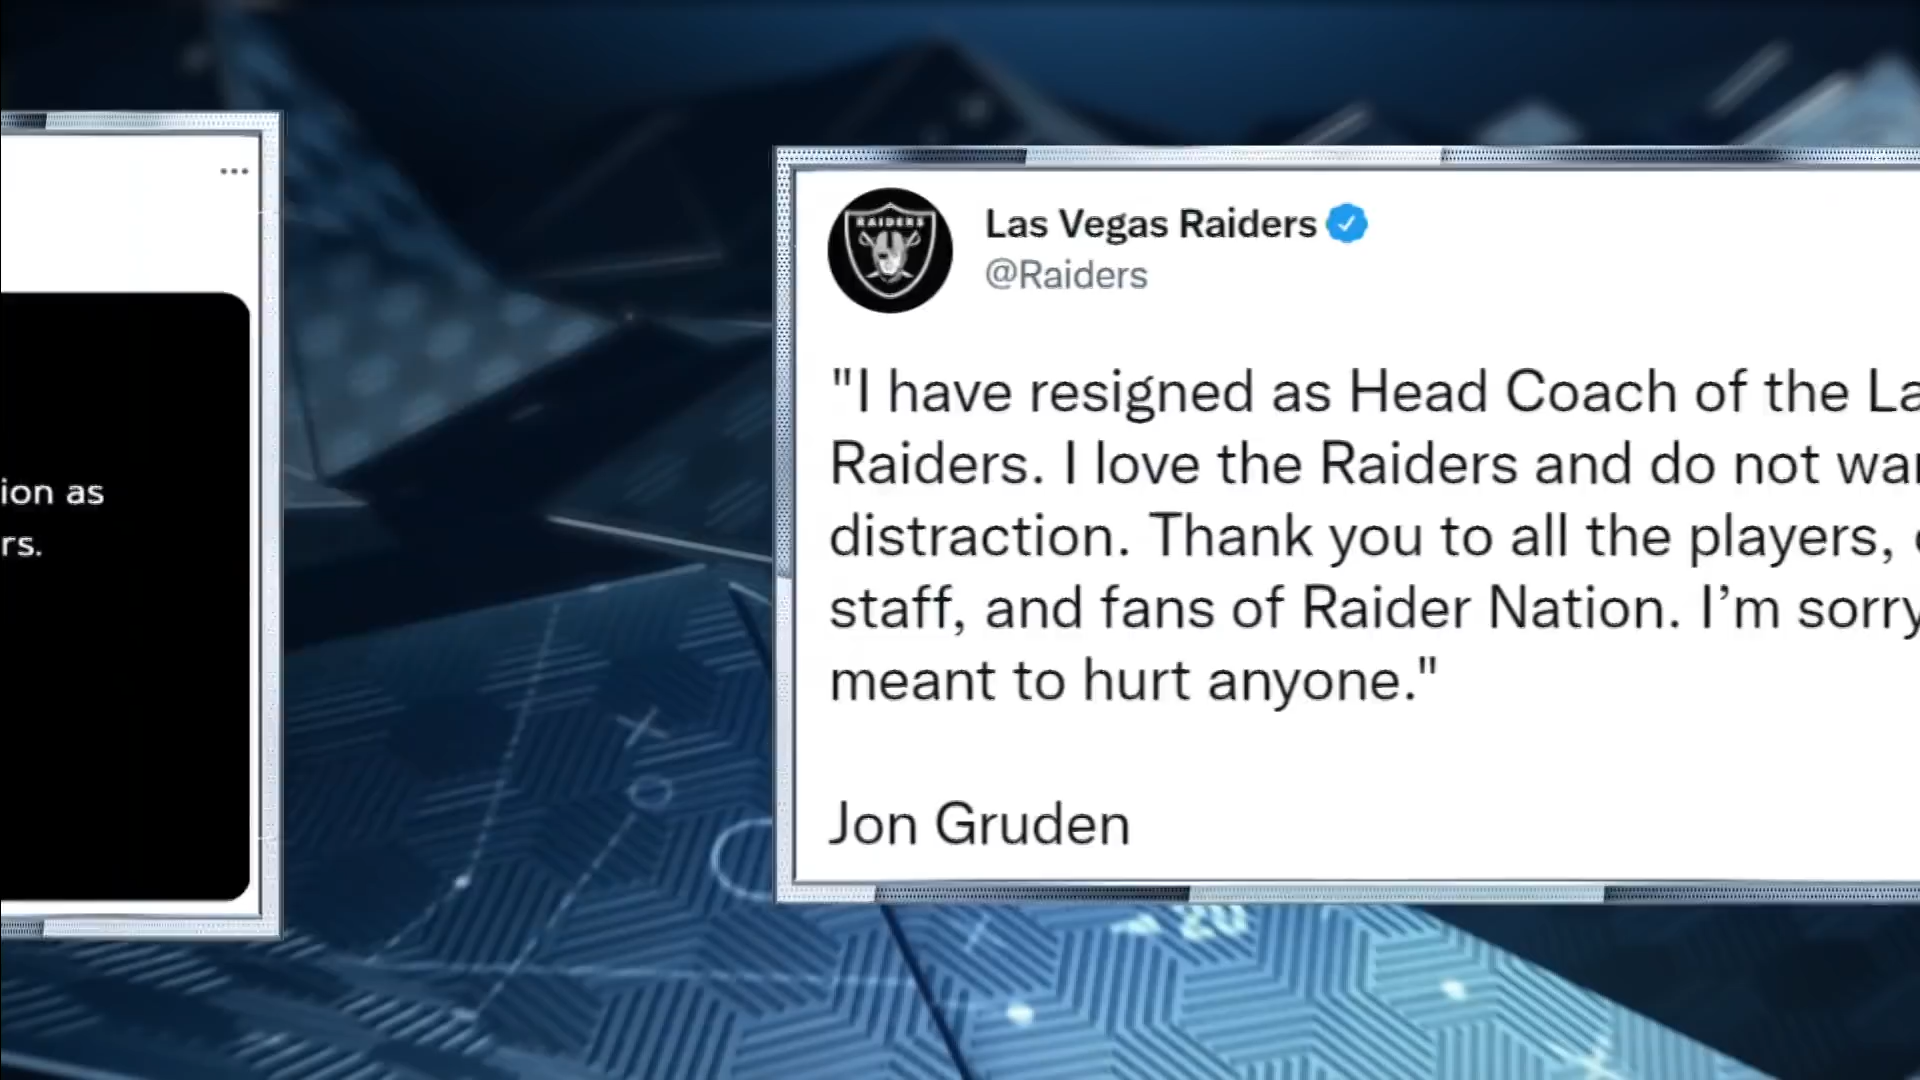 ion as
rs.
RAIDERS
Las Vegas Raiders
@Raiders
"I have resigned as Head Coach of the La
Raiders. I love the Raiders and do not wa
distraction. Thank you to all the players,
staff, and fans of Raider Nation. I’m sorry
meant to hurt anyone."
Jon Gruden
20